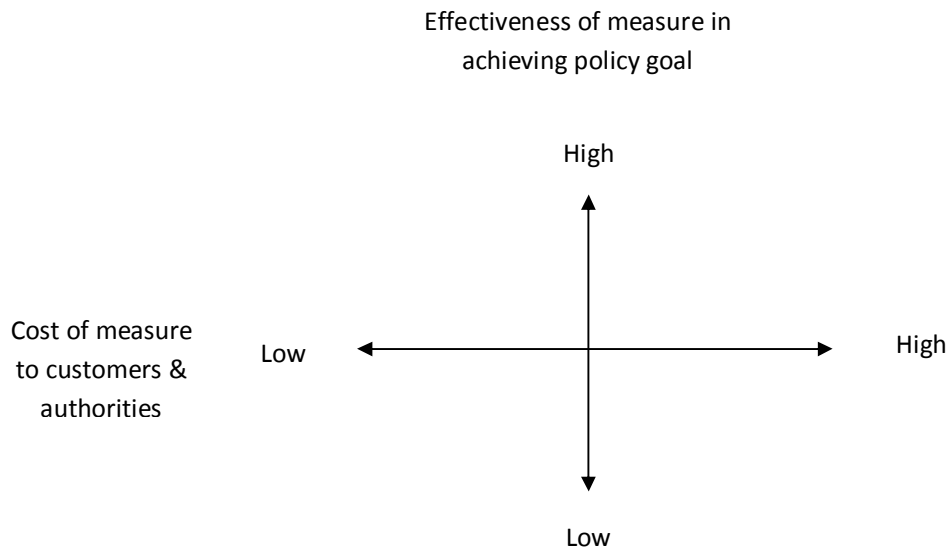 Effectiveness of measure in
achieving policy goal
High
Cost of measure
to customers &
authorities
Low
High
Low